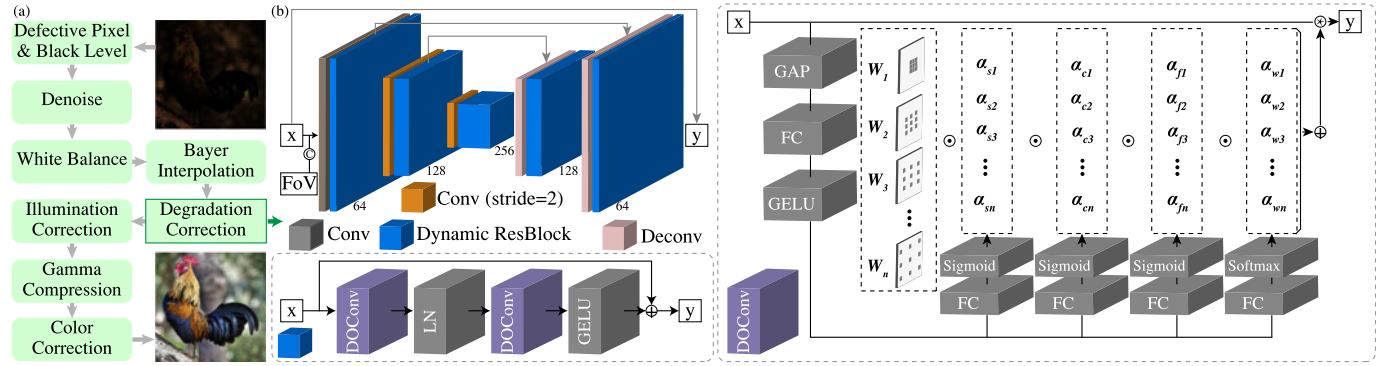 (a)
Defective Pixel
& Black Level
Denoise
White Balance
Bayer
Interpolation
Illumination
Correction
Degradation
Correction
Gamma
Compression
Color
Correction
(b)
x
©
FoV
64
128
256
128
64
y
Conv (stride=2)
Conv
Dynamic ResBlock
Deconv
x
DOConv
LN
DOConv
GELU
y
x
y
GAP
FC
GELU
W1
W2
W3
Wn
αs1
αs2
αs3
αsn
αc1
αc2
αc3
αcn
αf1
αf2
αf3
αfn
αw1
αw2
αw3
αwn
Sigmoid
Sigmoid
Sigmoid
Softmax
FC
FC
FC
FC
DOConv